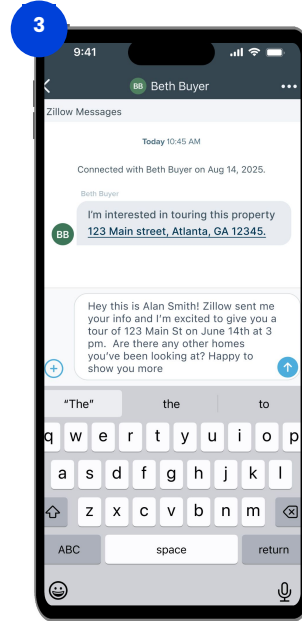 3
9:41
BB Beth Buyer
Zillow Messages
Today 10:45 AM
Connected with Beth Buyer on Aug 14, 2025.
Beth Buyer
I'm interested in touring this property
123 Main street, Atlanta, GA 12345.
BB
Hey this is Alan Smith! Zillow sent me
your info and I'm excited to give you a
tour of 123 Main St on June 14th at 3
pm.  Are there any other homes
you've been looking at? Happy to
show you more
"The" the to
q w e r t y u i o p
a s d f g h j k l
z x c v b n m
ABC space return